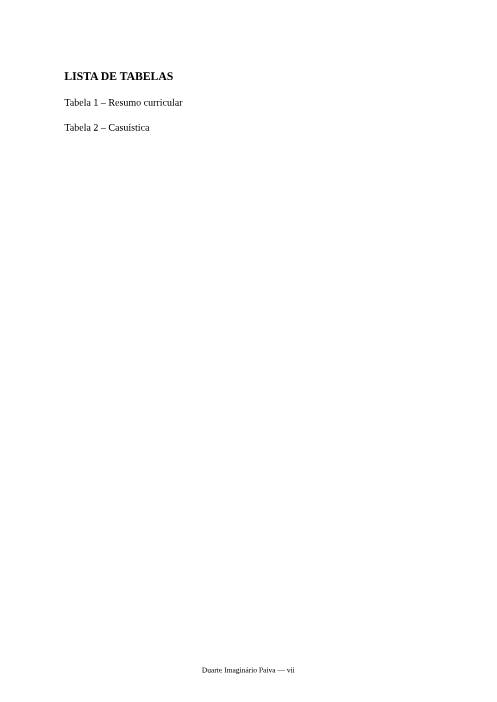 LISTA DE TABELAS
Tabela 1 – Resumo curricular
Tabela 2 – Casuística
Duarte Imaginário Paiva — vii